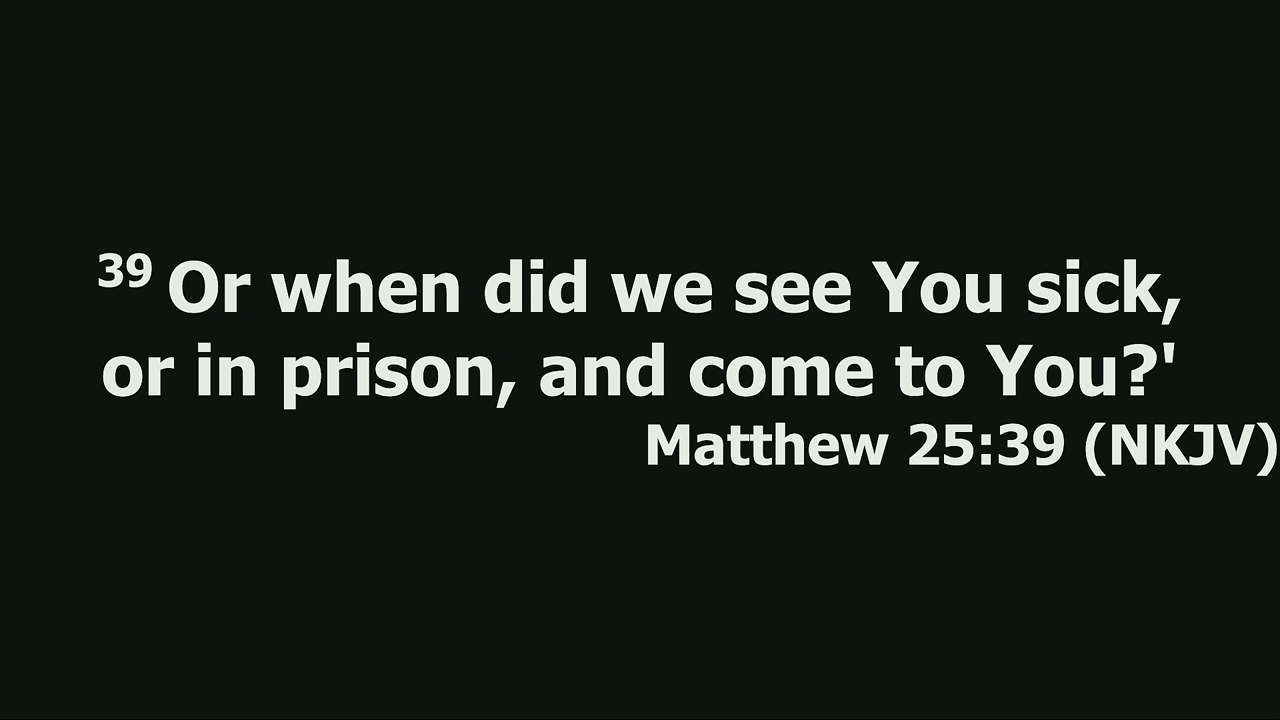 39 Or when did we see You sick,
or in prison, and come to You?'
Matthew 25:39 (NKJV)